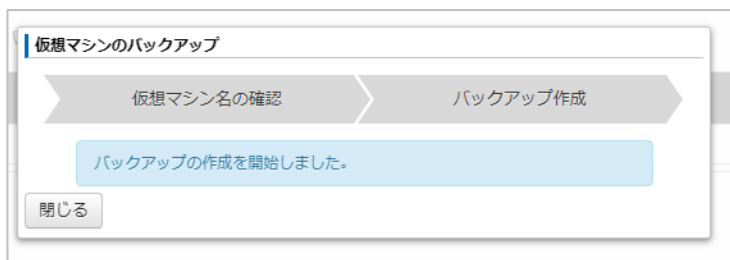 仮想マシンのバックアップ
仮想マシン名の確認
バックアップ作成
バックアップの作成を開始しました。
閉じる